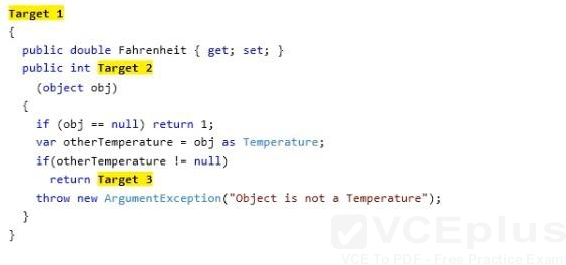 Target 1
{
public double Fahrenheit { get; set; }
public int Target 2
(object obj)
{
if (obj == null) return 1;
var otherTemperature = obj as Temperature;
if(otherTemperature != null)
return Target 3
throw new ArgumentException("Object is not a Temperature");
}
}
VCEplus
VCE To PDF - Free Practice Exam